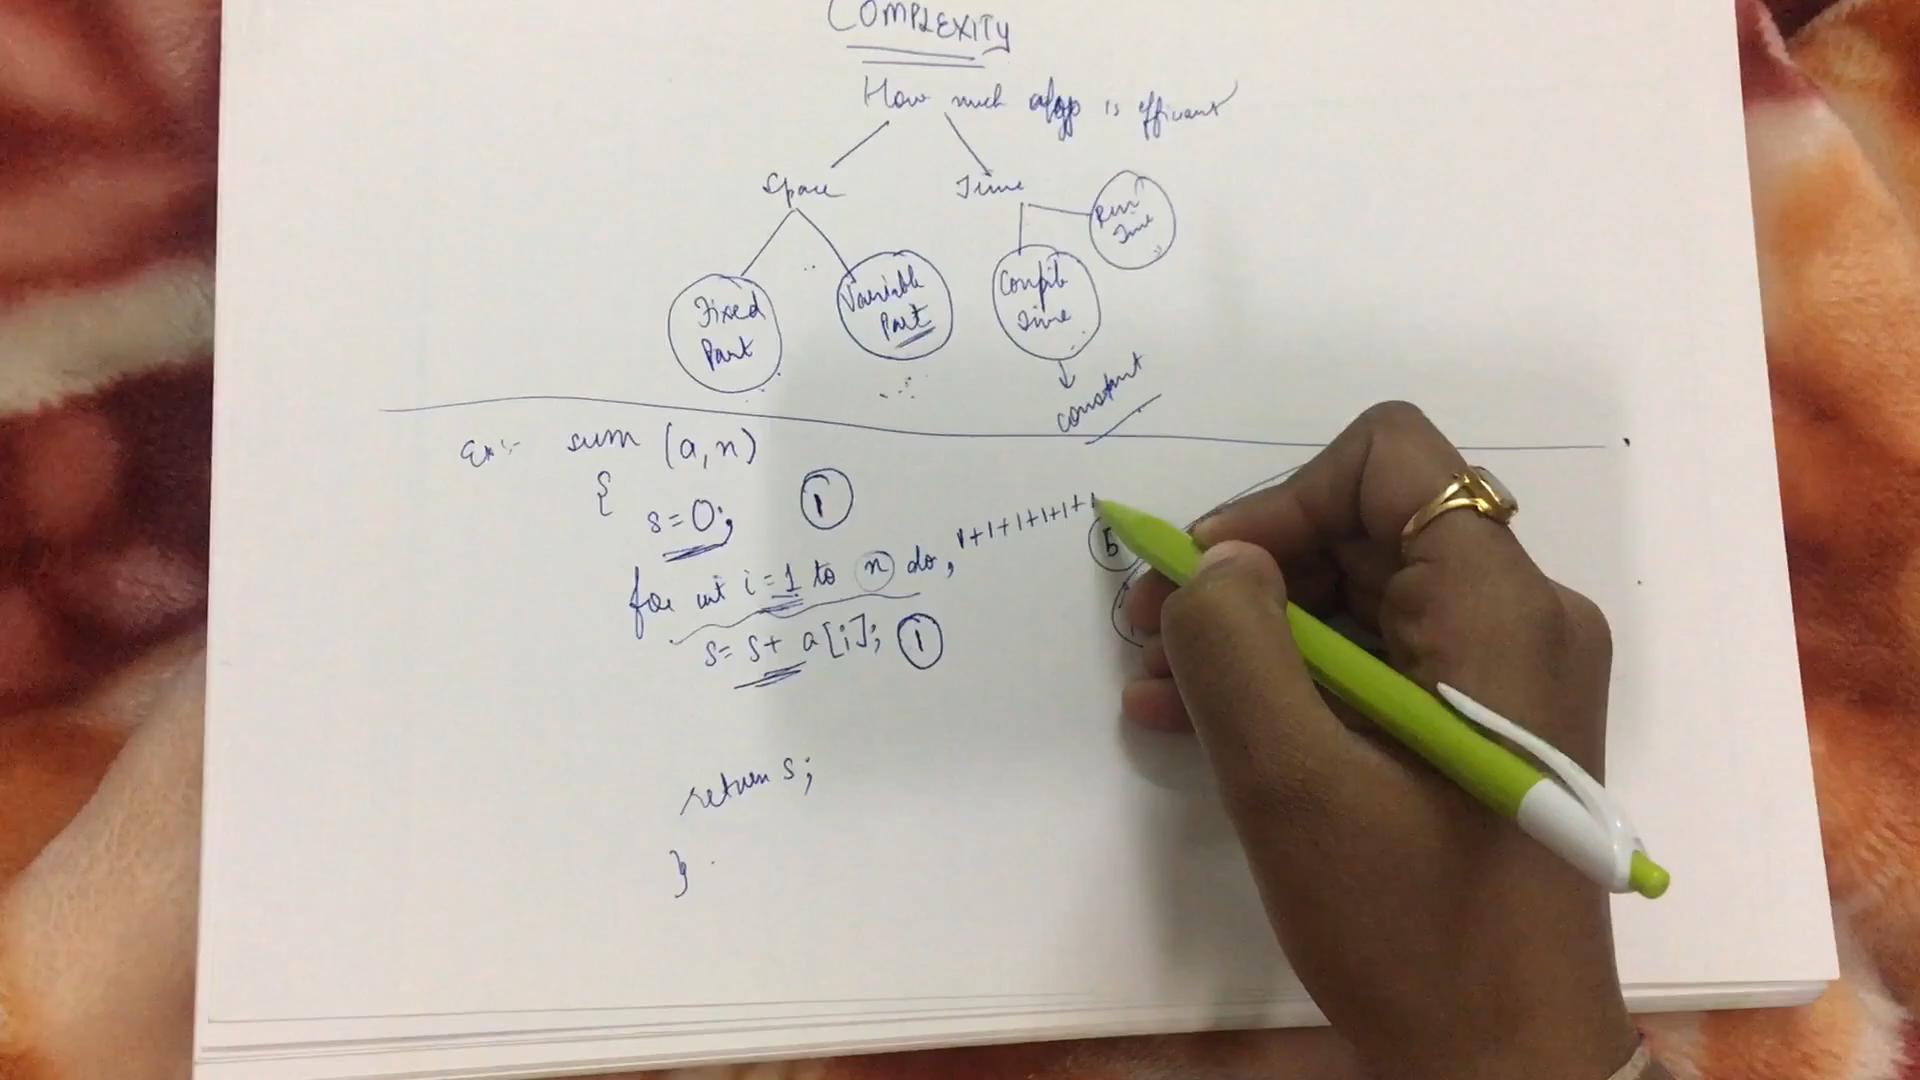 COMPLEXITY
How much algo is efficient
Space Time
Run Time
Fixed Part
Variable Part
Compile Time
constant
Ex:- sum (a,n)
{
s=0; 1
for int i=1 to n do, 1+1+1+1+1+1
5
s= s+ a[i]; 1
return s;
}